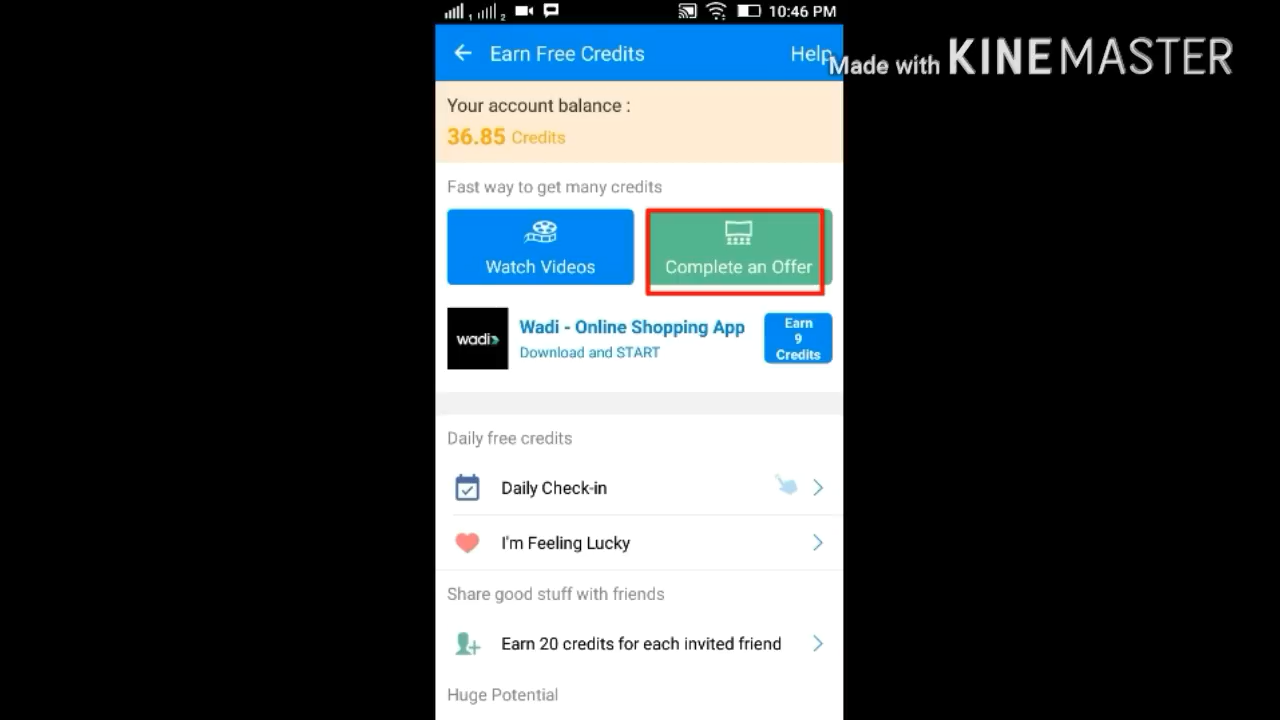 1 2 10:46 PM
Earn Free Credits Help
Made with KINEMASTER
Your account balance :
36.85 Credits
Fast way to get many credits
Watch Videos
Complete an Offer
wadi
Wadi - Online Shopping App
Download and START
Earn
9
Credits
Daily free credits
Daily Check-in
I'm Feeling Lucky
Share good stuff with friends
Earn 20 credits for each invited friend
Huge Potential